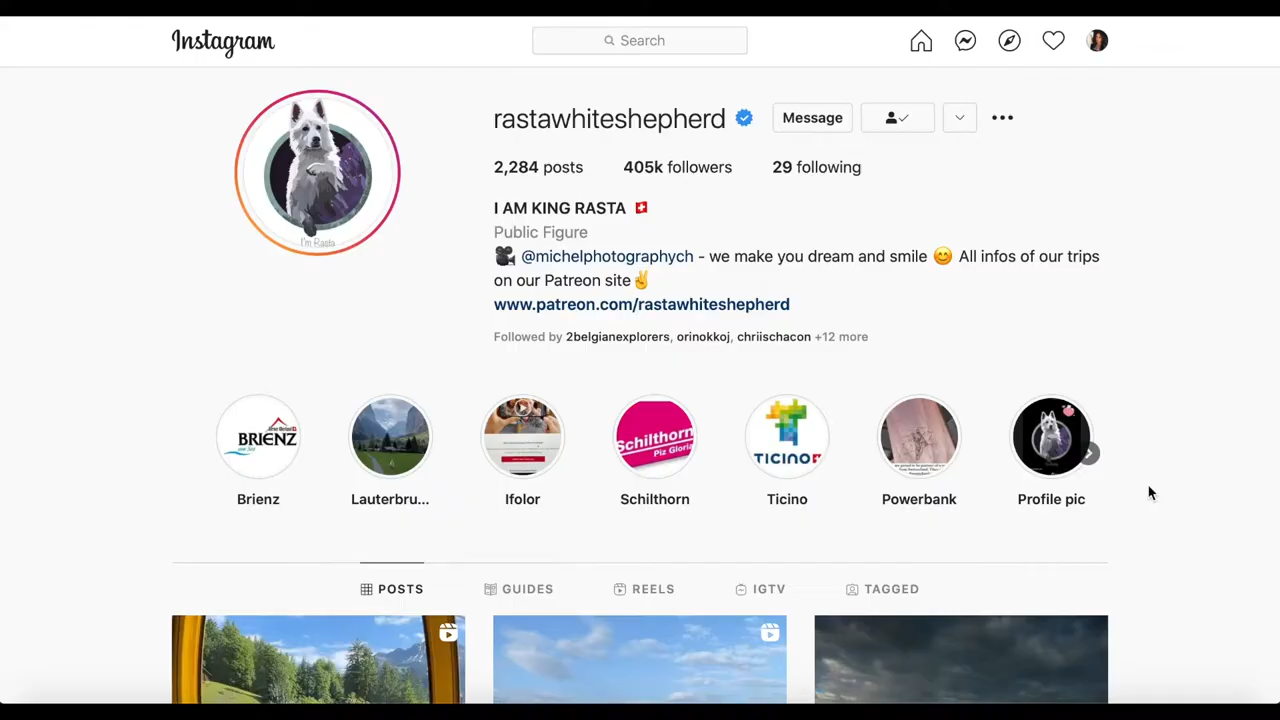 Instagram
Search
rastawhiteshepherd
Message
2,284 posts 405k followers 29 following
I AM KING RASTA 🇨🇭
Public Figure
🎥 @michelphotographych - we make you dream and smile 😊 All infos of our trips
on our Patreon site✌️
www.patreon.com/rastawhiteshepherd
Followed by 2belgianexplorers, orinokkoj, chriischacon +12 more
I'm Rasta
BRIENZ
Schilthorn
Piz Gloria
TICINO
Brienz Lauterbru... Ifolor Schilthorn Ticino Powerbank Profile pic
POSTS GUIDES REELS IGTV TAGGED